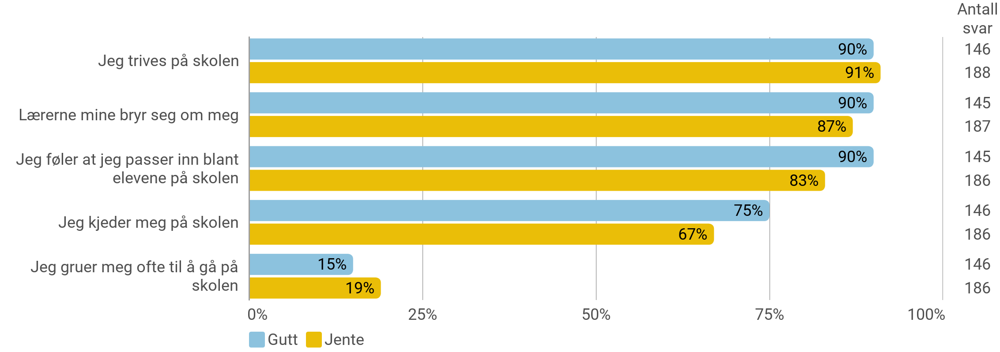 Antall
svar
Jeg trives på skolen
90%
146
91%
188
Lærerne mine bryr seg om meg
90%
145
87%
187
Jeg føler at jeg passer inn blant
elevene på skolen
90%
145
83%
186
Jeg kjeder meg på skolen
75%
146
67%
186
Jeg gruer meg ofte til å gå på
skolen
15%
146
19%
186
0% 25% 50% 75% 100%
Gutt Jente